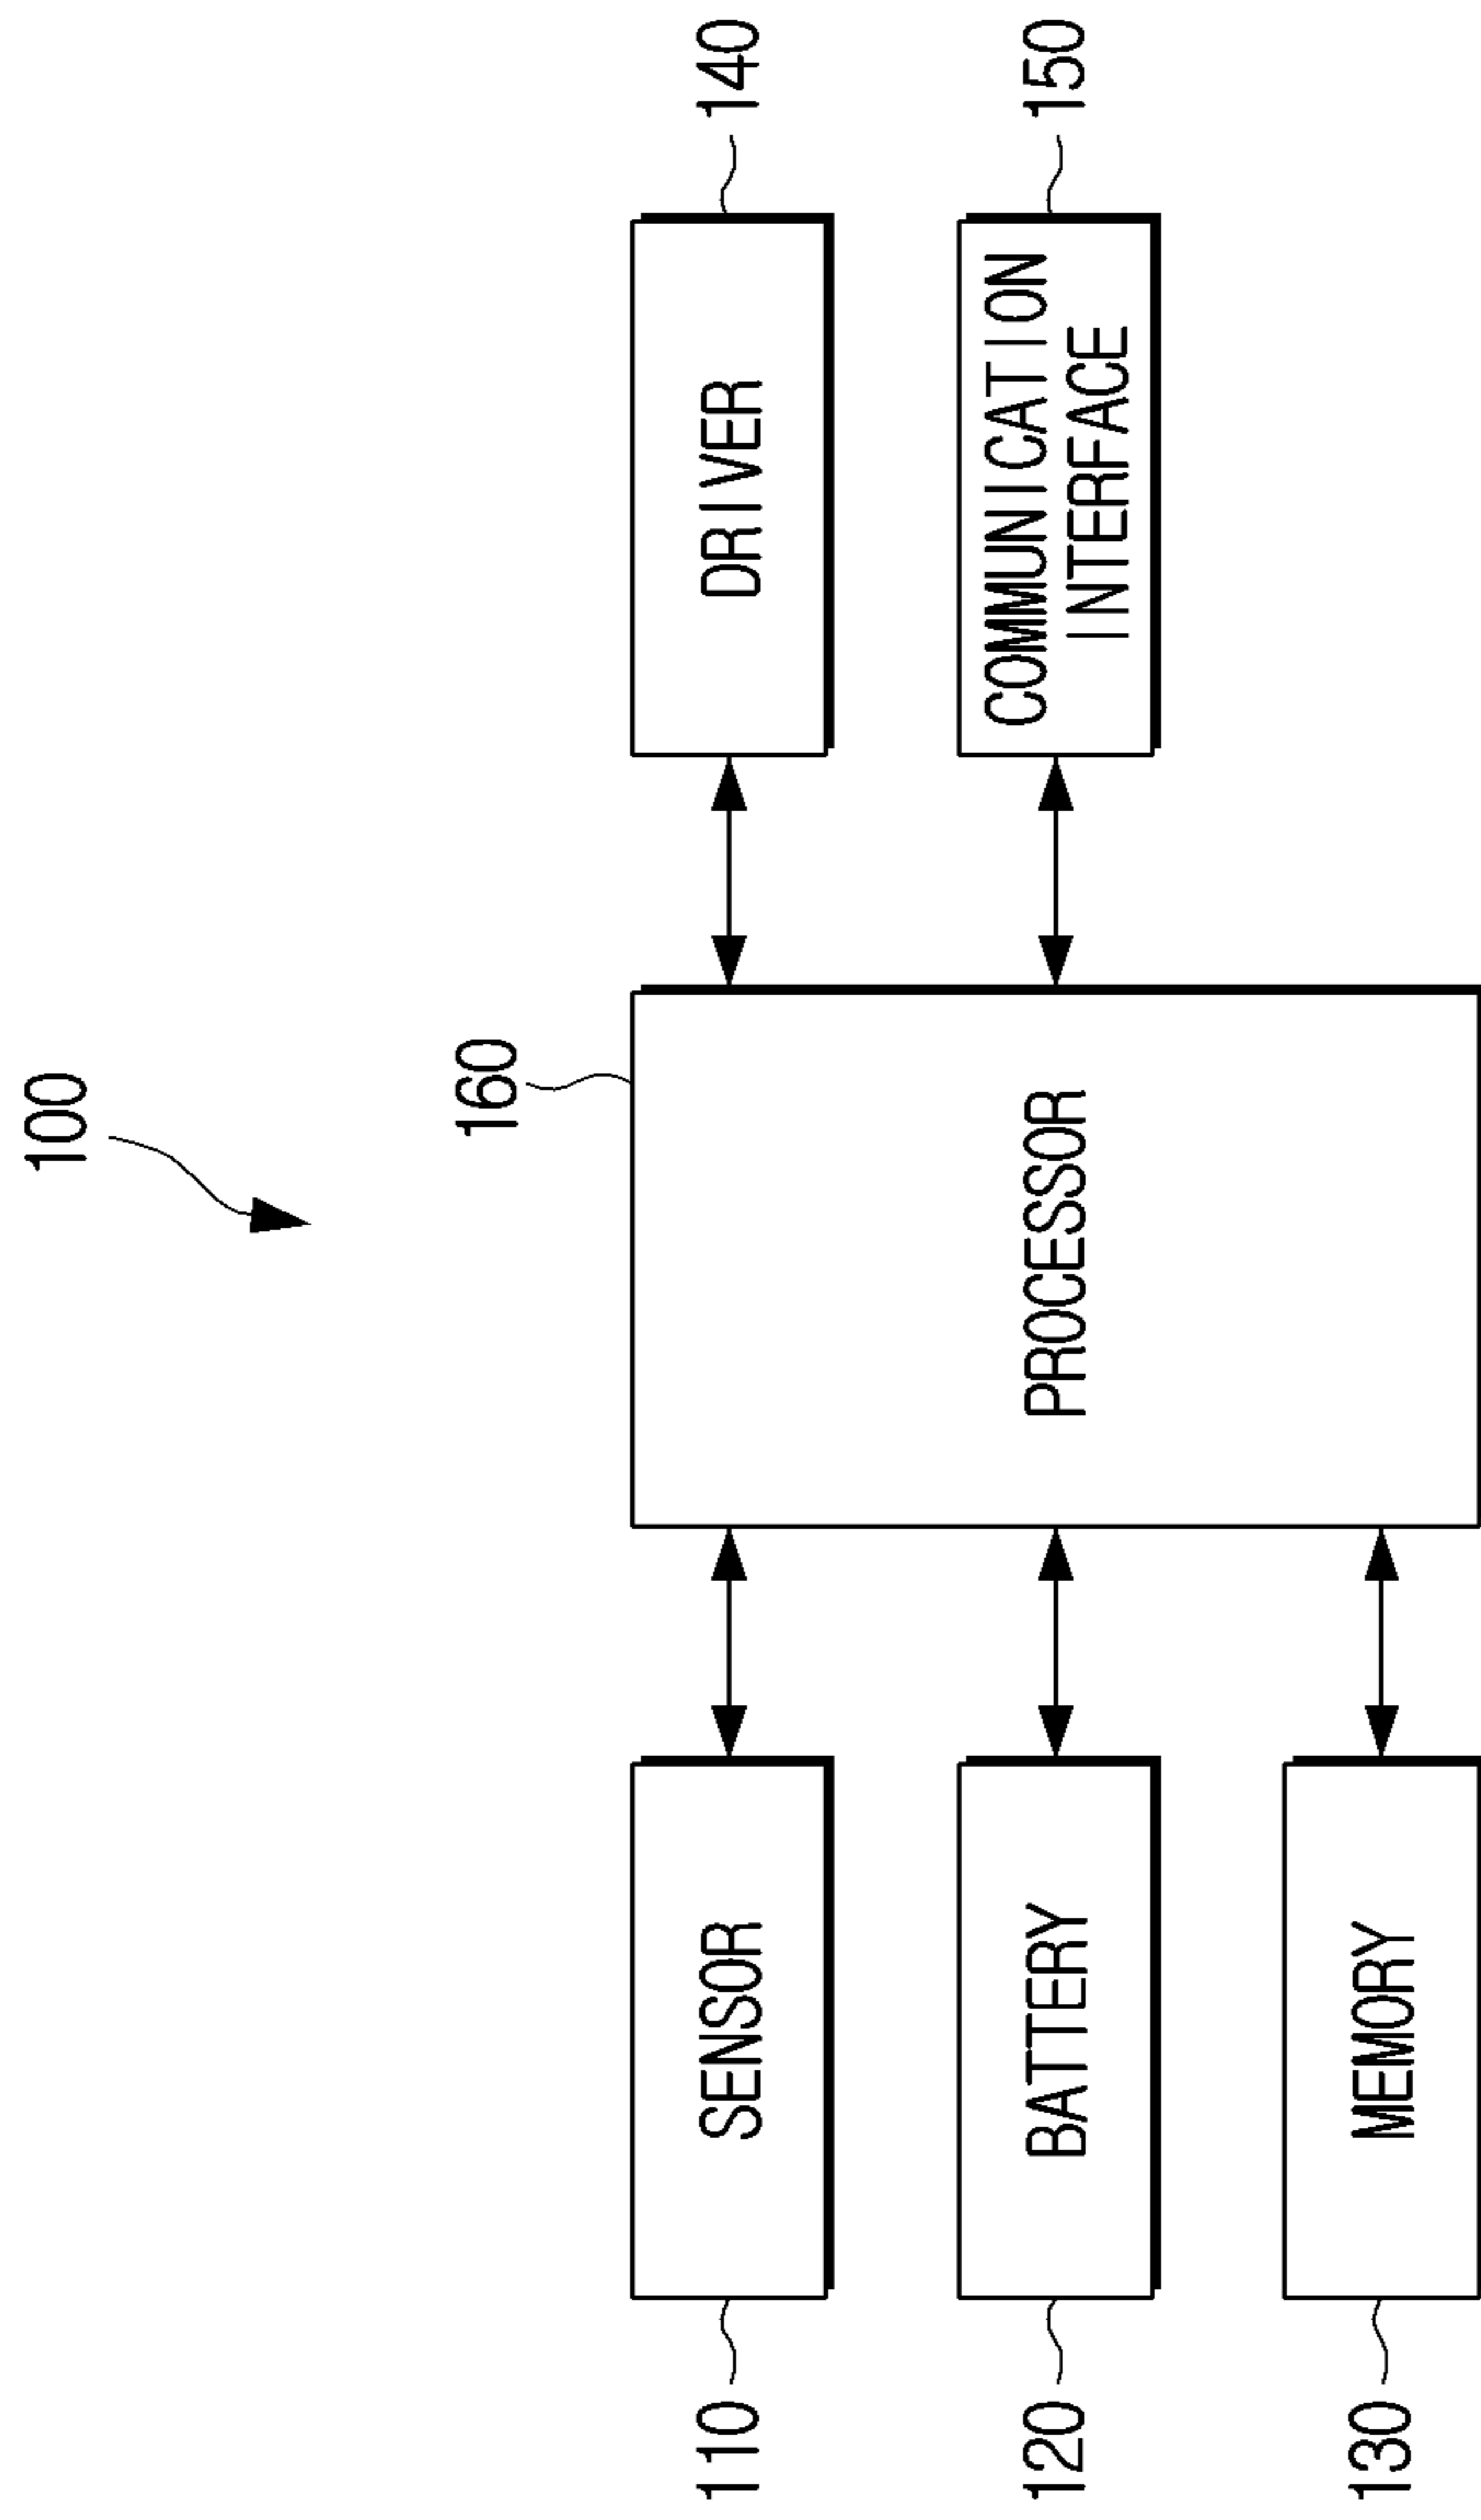 100
160
110
SENSOR
DRIVER
140
120
BATTERY
PROCESSOR
COMMUNICATION
INTERFACE
150
130
MEMORY